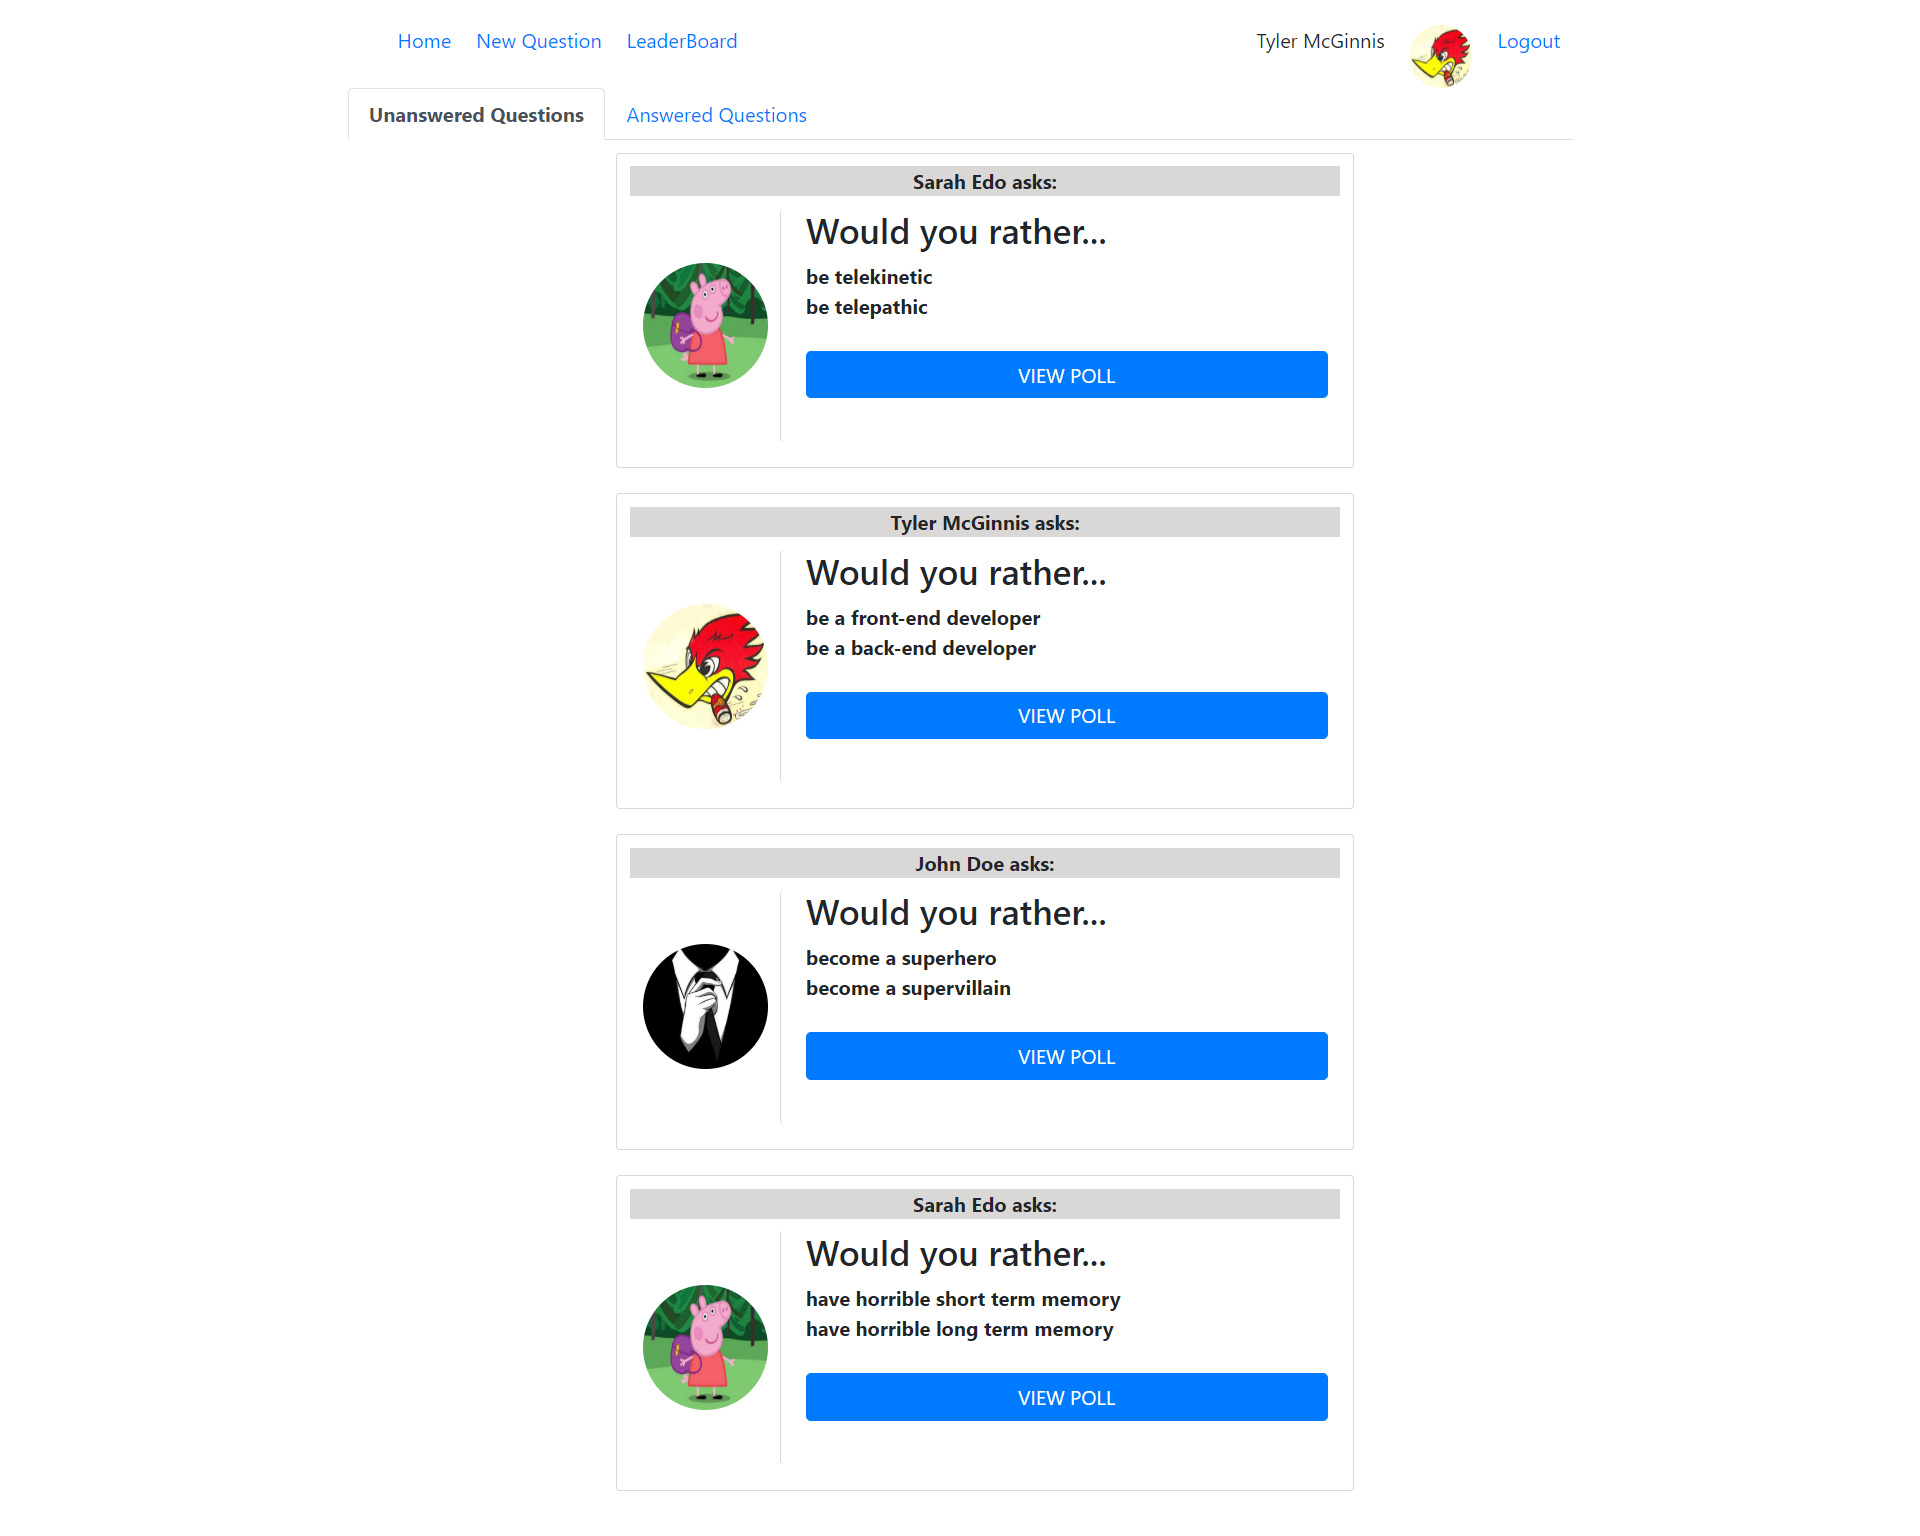 Home New Question LeaderBoard Tyler McGinnis Logout
Unanswered Questions Answered Questions
Sarah Edo asks:
Would you rather...
be telekinetic
be telepathic
VIEW POLL
Tyler McGinnis asks:
Would you rather...
be a front-end developer
be a back-end developer
VIEW POLL
John Doe asks:
Would you rather...
become a superhero
become a supervillain
VIEW POLL
Sarah Edo asks:
Would you rather...
have horrible short term memory
have horrible long term memory
VIEW POLL